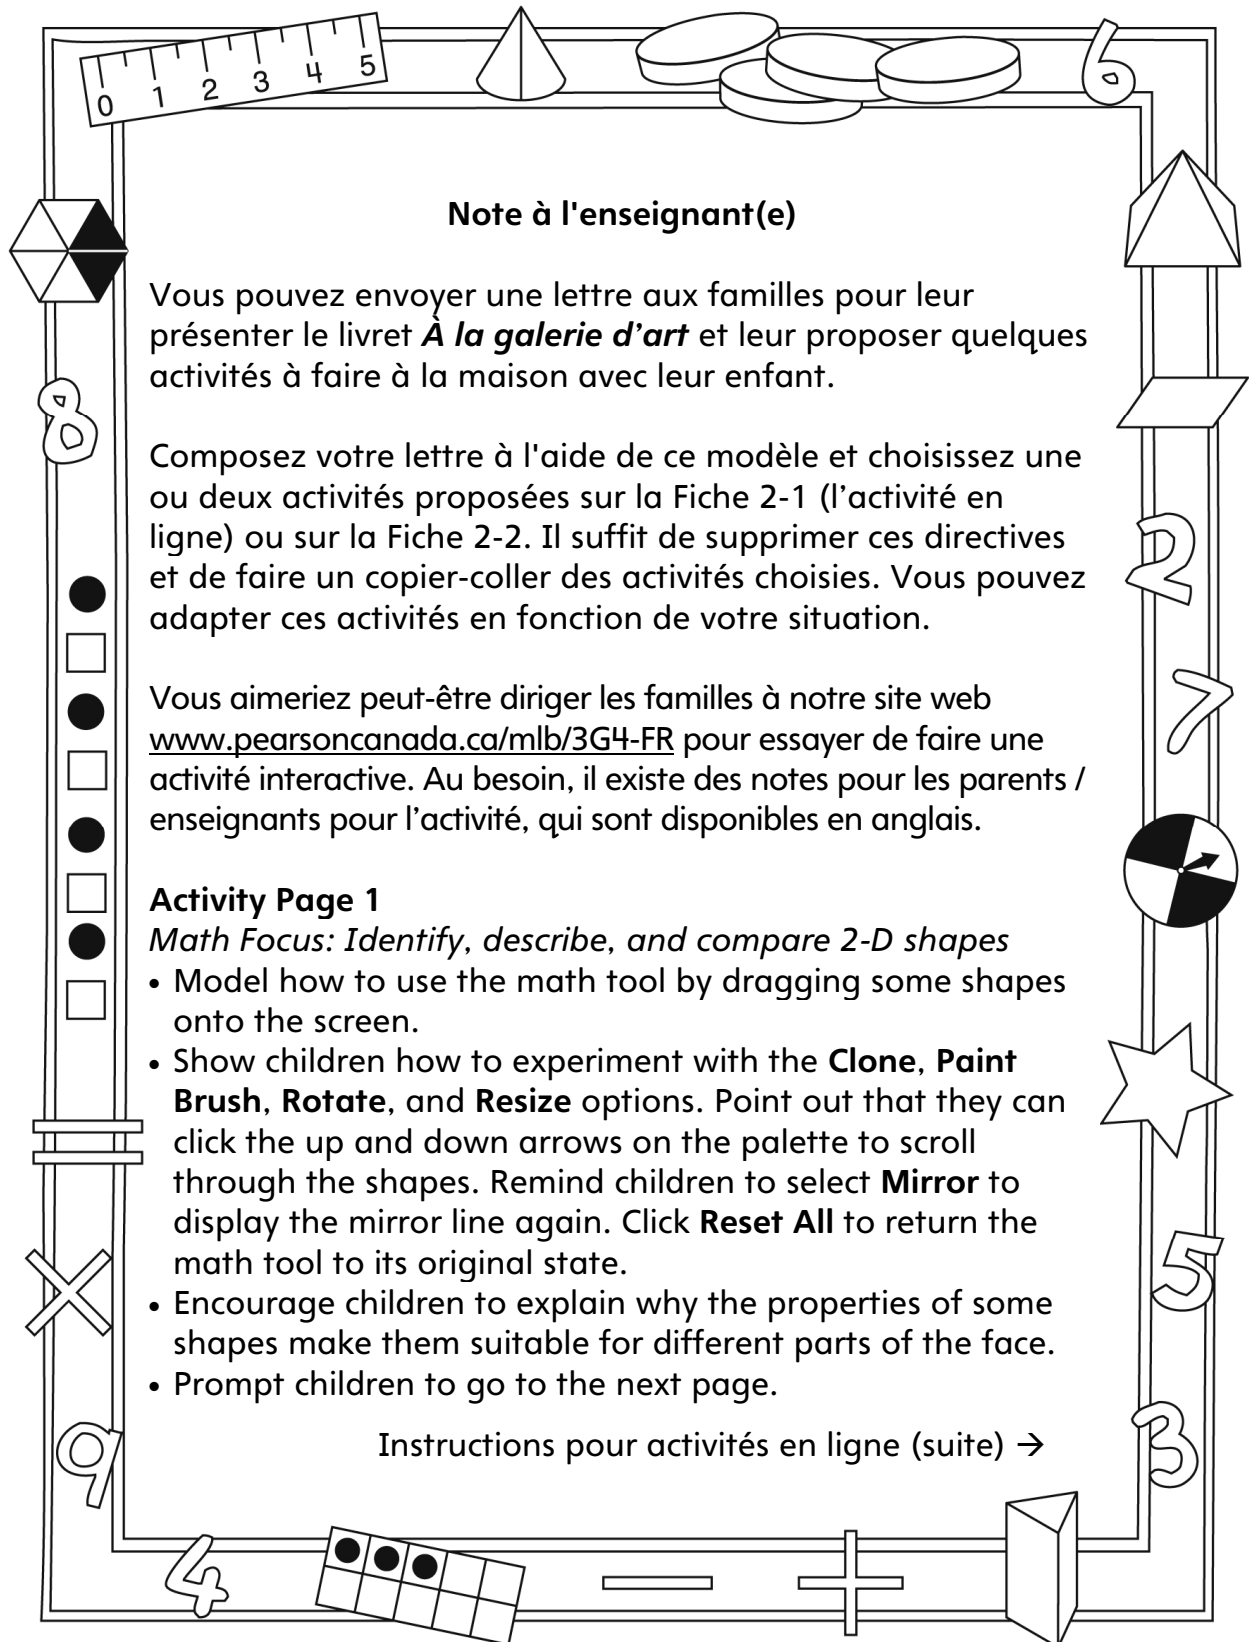 0 1 2 3 4 5
6
Note à l'enseignant(e)
Vous pouvez envoyer une lettre aux familles pour leur
présenter le livret À la galerie d’art et leur proposer quelques
activités à faire à la maison avec leur enfant.
8
Composez votre lettre à l'aide de ce modèle et choisissez une
ou deux activités proposées sur la Fiche 2-1 (l’activité en
ligne) ou sur la Fiche 2-2. Il suffit de supprimer ces directives
et de faire un copier-coller des activités choisies. Vous pouvez
adapter ces activités en fonction de votre situation.
2
Vous aimeriez peut-être diriger les familles à notre site web
www.pearsoncanada.ca/mlb/3G4-FR pour essayer de faire une
activité interactive. Au besoin, il existe des notes pour les parents /
enseignants pour l’activité, qui sont disponibles en anglais.
7
Activity Page 1
Math Focus: Identify, describe, and compare 2-D shapes
• Model how to use the math tool by dragging some shapes
onto the screen.
• Show children how to experiment with the Clone, Paint
Brush, Rotate, and Resize options. Point out that they can
click the up and down arrows on the palette to scroll
through the shapes. Remind children to select Mirror to
display the mirror line again. Click Reset All to return the
math tool to its original state.
• Encourage children to explain why the properties of some
shapes make them suitable for different parts of the face.
• Prompt children to go to the next page.
=
×
5
Instructions pour activités en ligne (suite) →
9
3
4
−
+